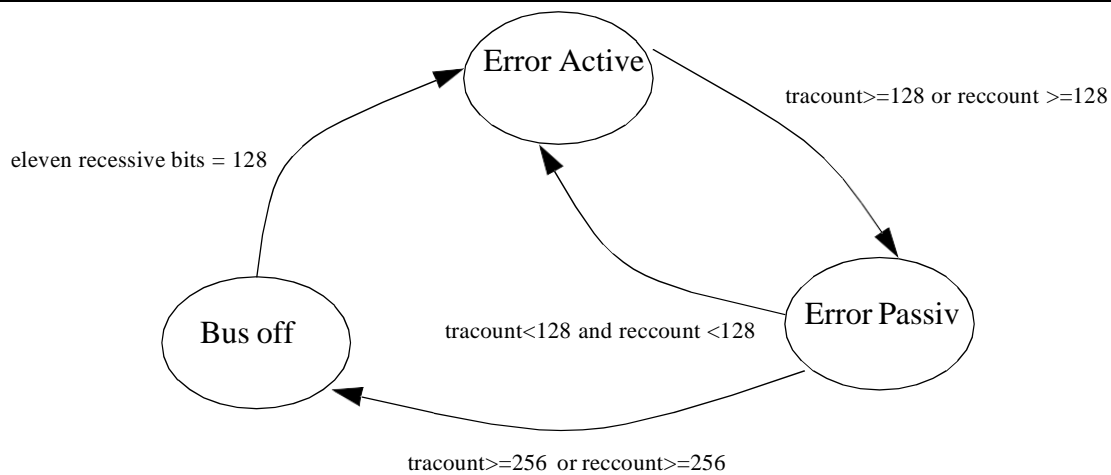 Error Active
tracount>=128 or reccount >=128
eleven recessive bits = 128
Error Passiv
Bus off
tracount<128 and reccount <128
tracount>=256 or reccount>=256